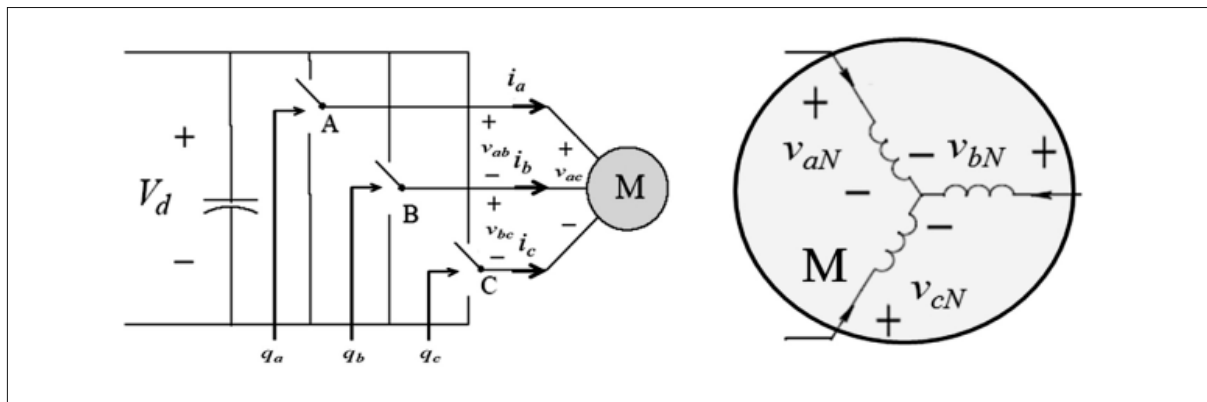 +
V_d
−
A
B
C
i_a
+
v_ab
−
i_b
+
v_ac
−
+
v_bc
−
i_c
M
q_a
q_b
q_c
+
v_aN
−
−
v_bN
+
−
M
v_cN
+